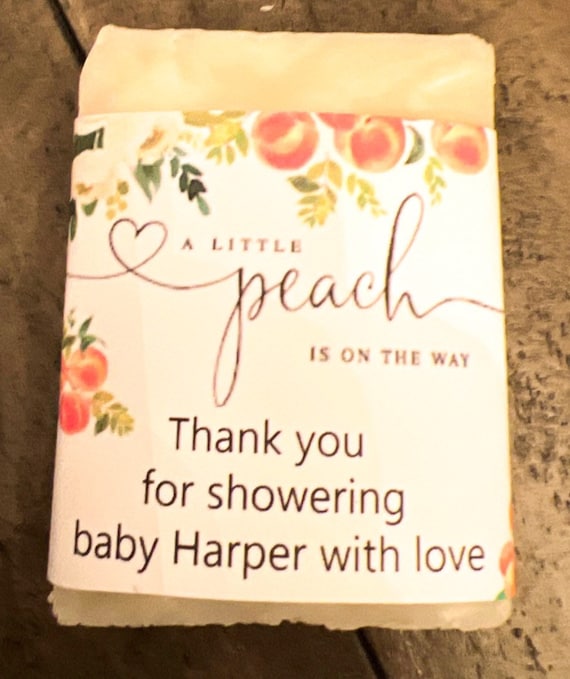 A LITTLE
peach
IS ON THE WAY
Thank you
for showering
baby Harper with love